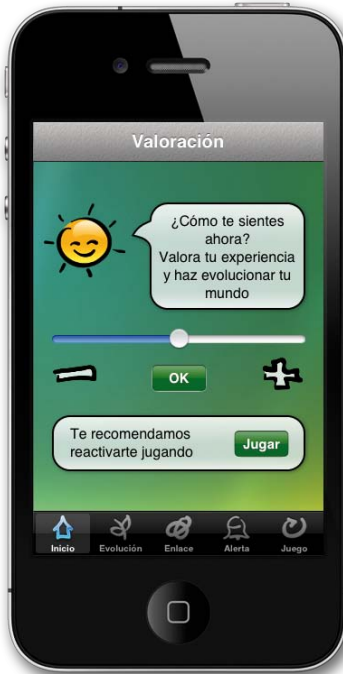 Valoración
¿Cómo te sientes
ahora?
Valora tu experiencia
y haz evolucionar tu
mundo
OK
Te recomendamos
reactivarte jugando
Jugar
Inicio
Evolución
Enlace
Alerta
Juego